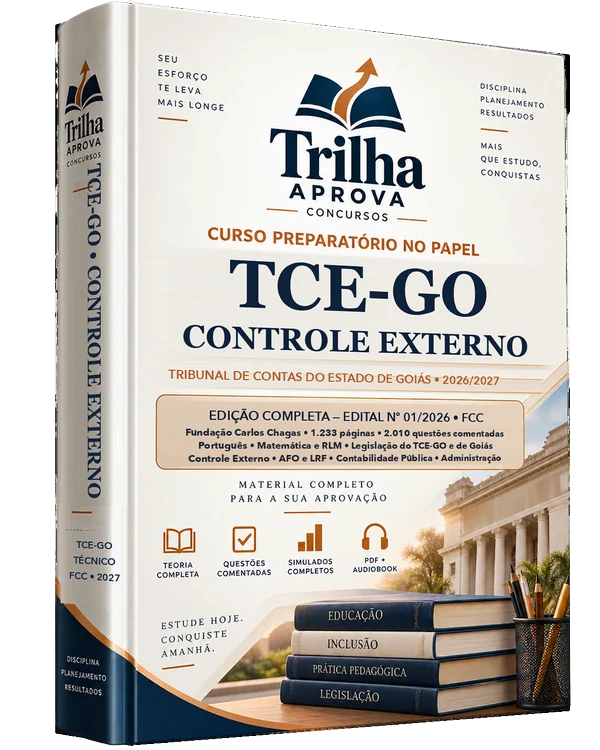 SEU
ESFORÇO
TE LEVA
MAIS LONGE
DISCIPLINA
PLANEJAMENTO
RESULTADOS
MAIS
QUE ESTUDO,
CONQUISTAS
Trilha
APROVA
CONCURSOS
CURSO PREPARATÓRIO NO PAPEL
TCE-GO
CONTROLE EXTERNO
TRIBUNAL DE CONTAS DO ESTADO DE GOIÁS • 2026/2027
EDIÇÃO COMPLETA – EDITAL Nº 01/2026 • FCC
Fundação Carlos Chagas • 1.233 páginas • 2.010 questões comentadas
Português • Matemática e RLM • Legislação do TCE-GO e de Goiás
Controle Externo • AFO e LRF • Contabilidade Pública • Administração
MATERIAL COMPLETO
PARA A SUA APROVAÇÃO
TEORIA
COMPLETA
QUESTÕES
COMENTADAS
SIMULADOS
COMPLETOS
PDF +
AUDIOBOOK
ESTUDE HOJE.
CONQUISTE
AMANHÃ.
EDUCAÇÃO
INCLUSÃO
PRÁTICA PEDAGÓGICA
LEGISLAÇÃO
Trilha
APROVA
CONCURSOS
TCE-GO • CONTROLE EXTERNO
TCE-GO
TÉCNICO
FCC • 2027
DISCIPLINA
PLANEJAMENTO
RESULTADOS